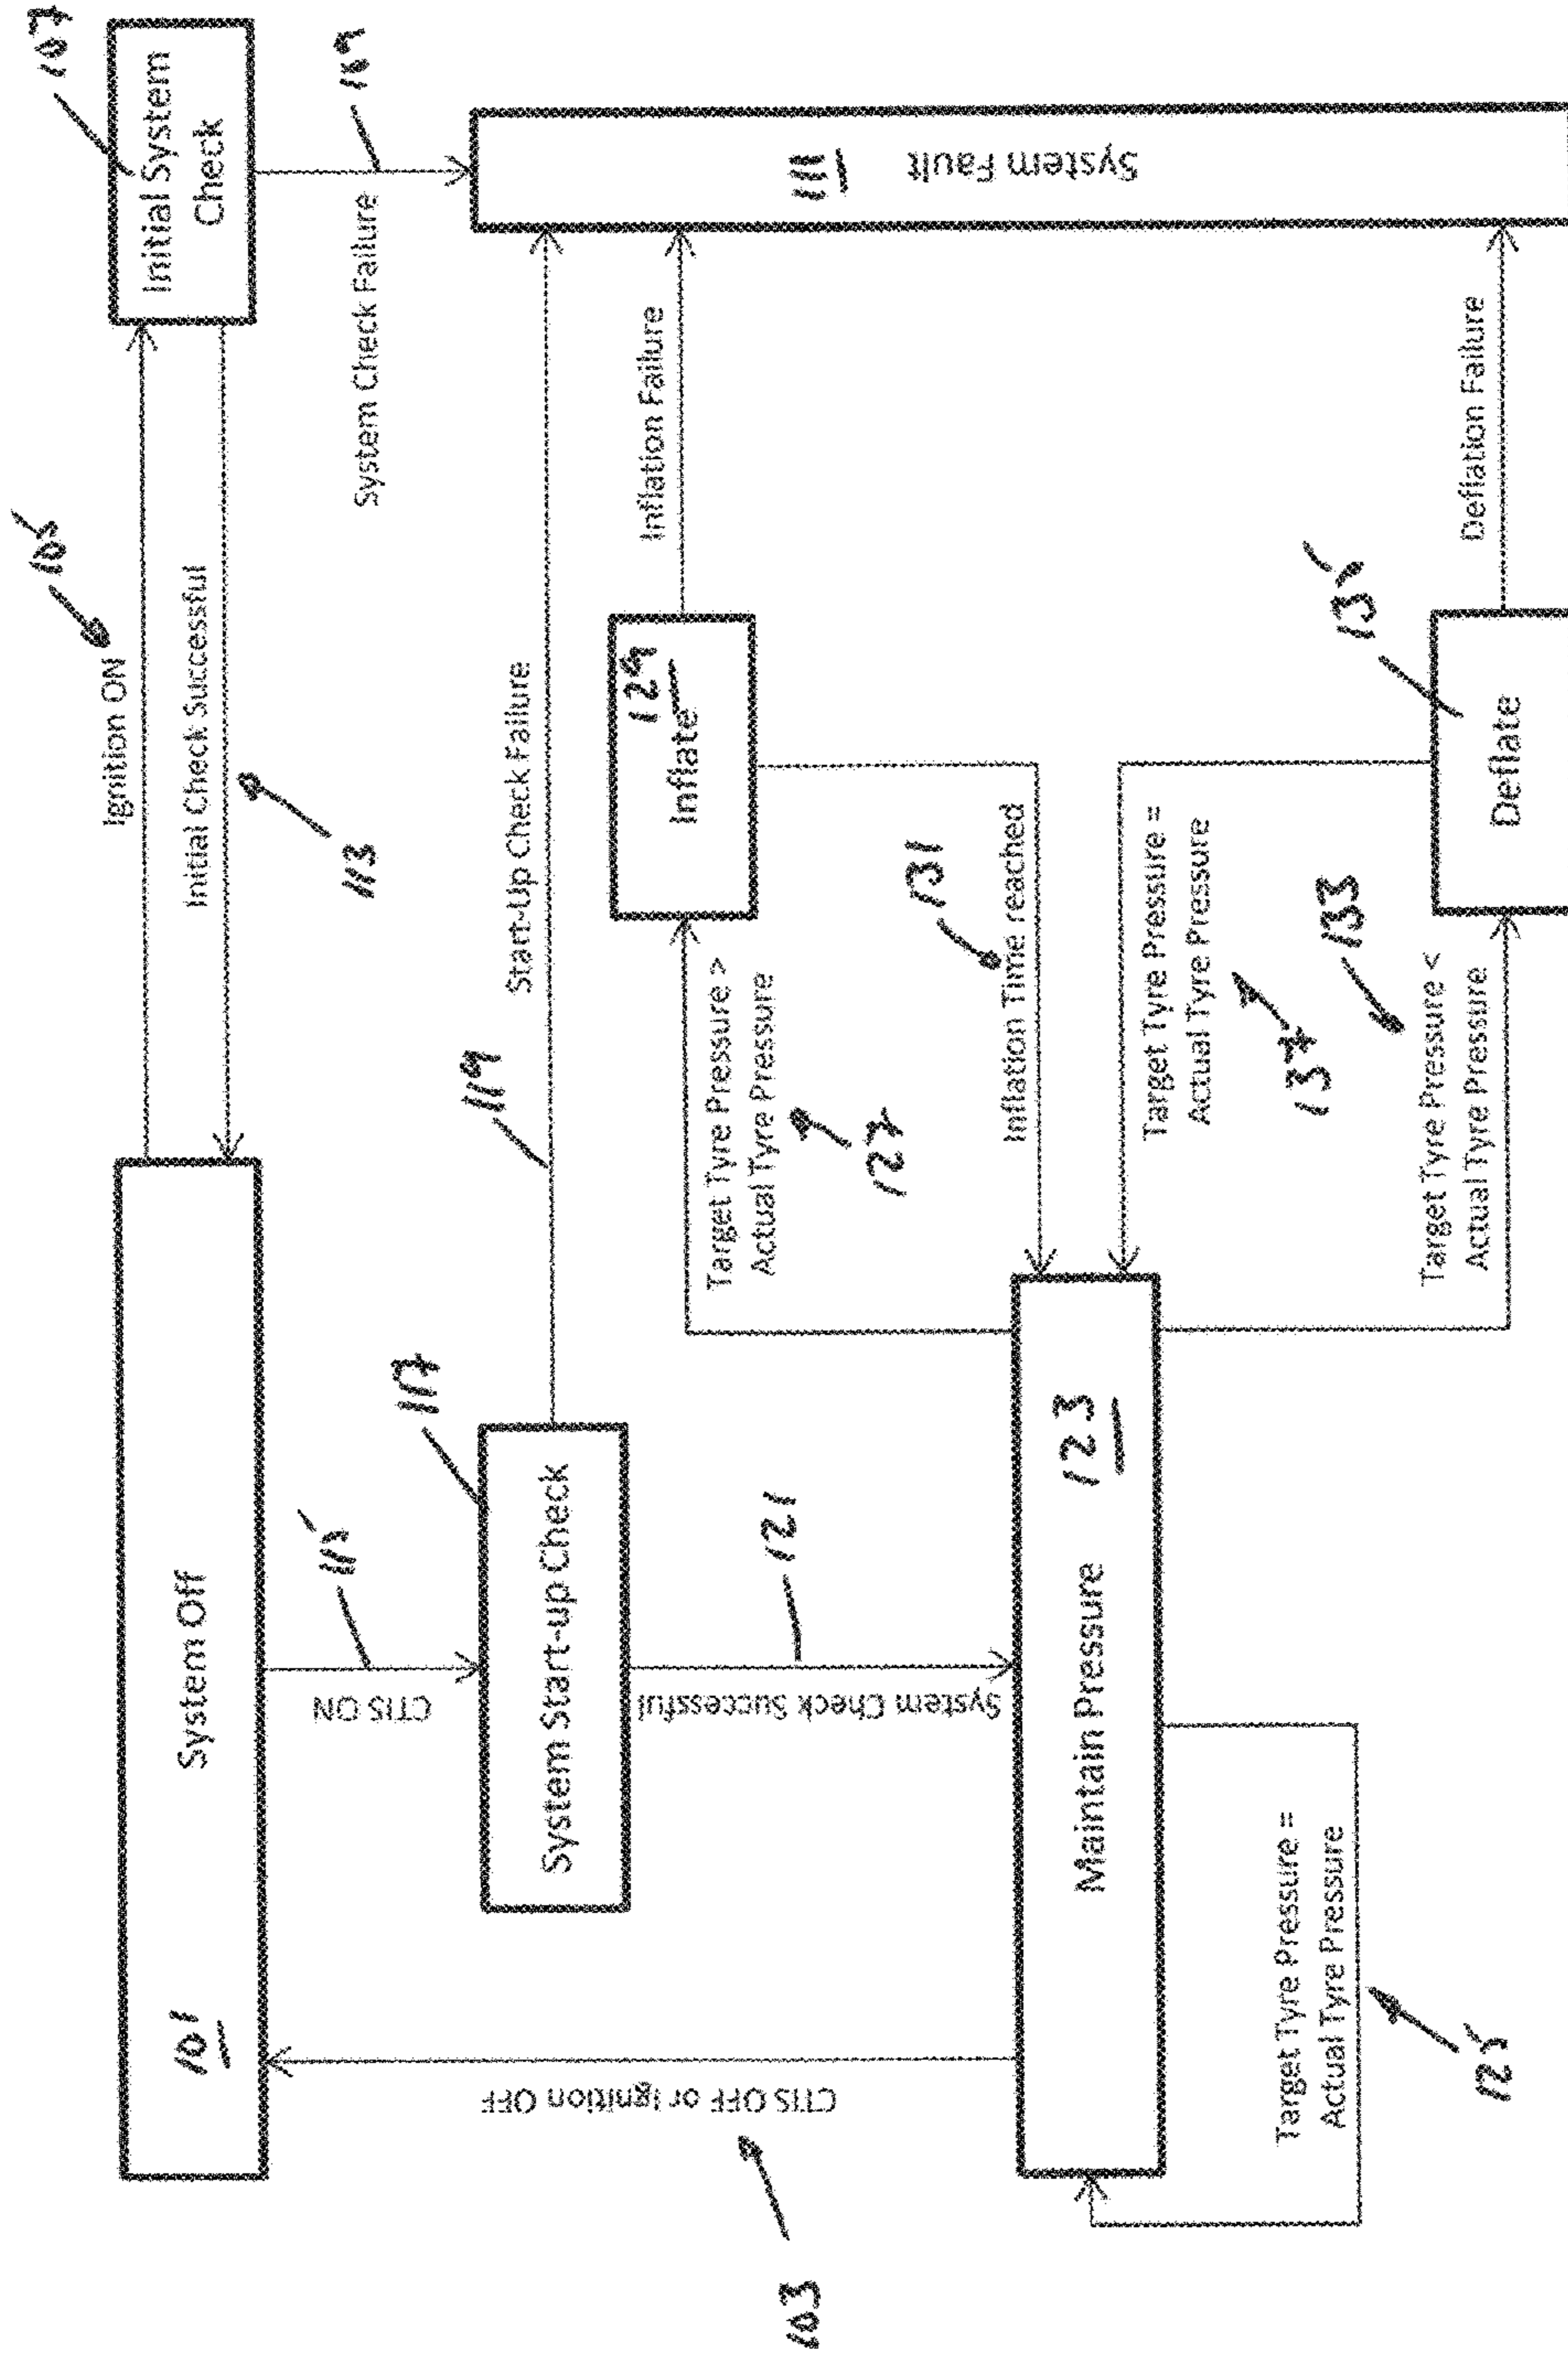 101
System Off
Ignition ON
105
Initial Check Successful
113
107
Initial System
Check
109
System Check Failure
115
CTIS ON
117
System Start-up Check
119
Start-Up Check Failure
111
System Fault
103
CTIS OFF or Ignition OFF
121
System Check Successful
129
Inflate
Inflation Failure
Target Tyre Pressure >
Actual Tyre Pressure
127
131
Inflation Time reached
Maintain Pressure
123
Target Tyre Pressure =
Actual Tyre Pressure
137
133
Target Tyre Pressure <
Actual Tyre Pressure
135
Deflate
Deflation Failure
Target Tyre Pressure =
Actual Tyre Pressure
125